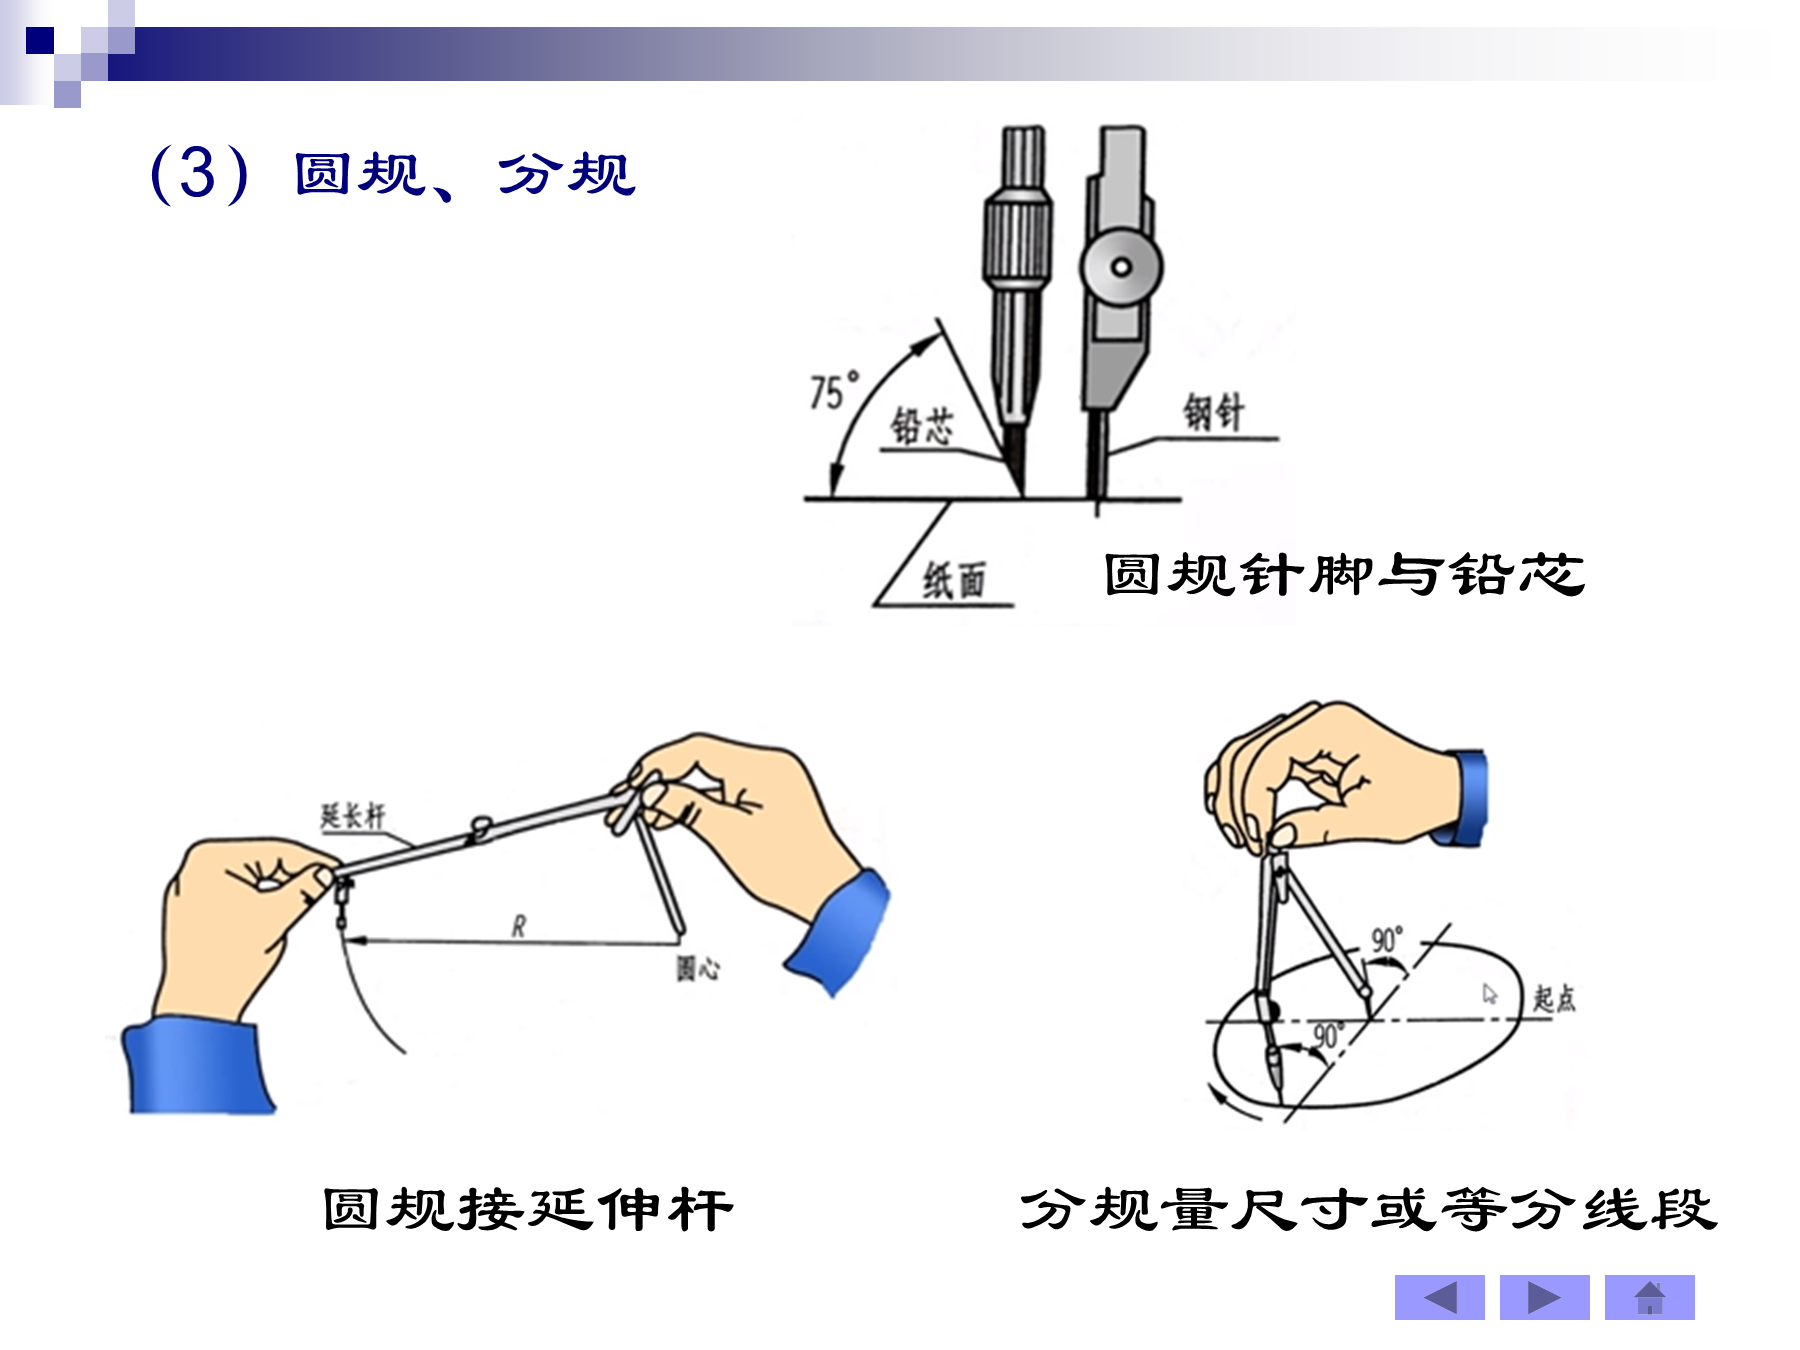 （3）圆规、分规
75°
铅芯
钢针
纸面
圆规针脚与铅芯
延长杆
R
圆心
90°
起点
90°
圆规接延伸杆
分规量尺寸或等分线段